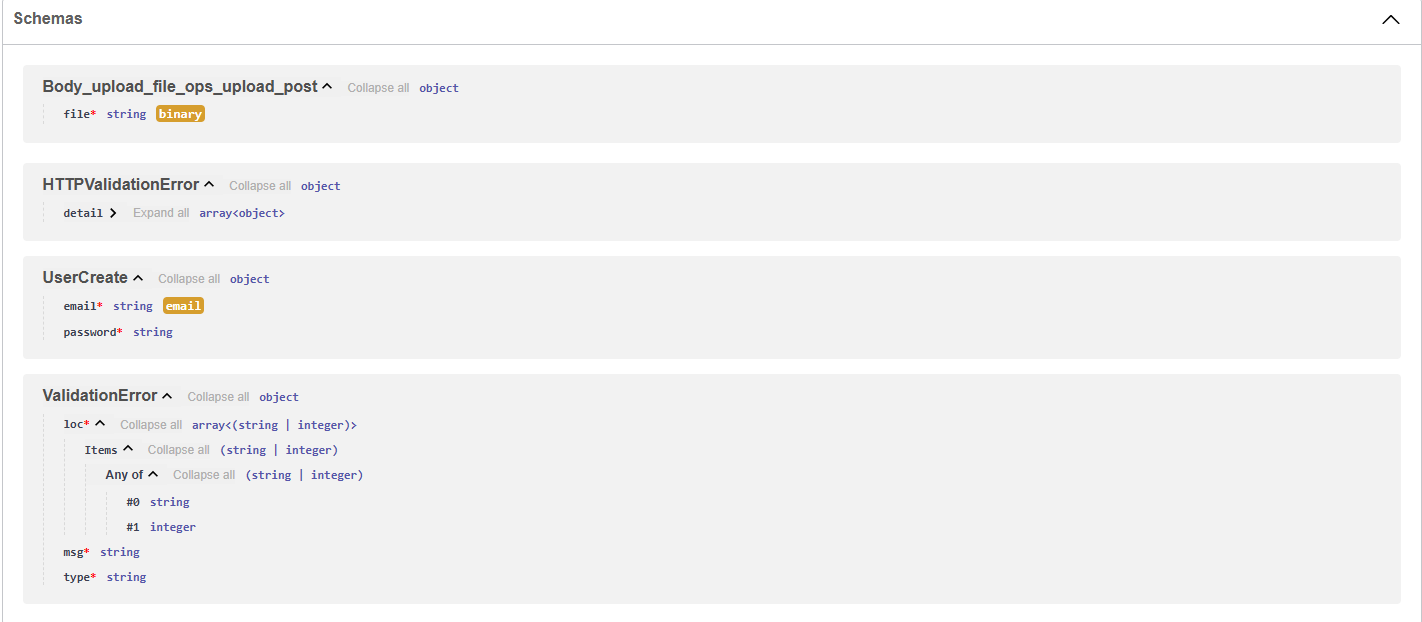 Schemas
Body_upload_file_ops_upload_post Collapse all object
file* string binary
HTTPValidationError Collapse all object
detail Expand all array<object>
UserCreate Collapse all object
email* string email
password* string
ValidationError Collapse all object
loc* Collapse all array<(string | integer)>
Items Collapse all (string | integer)
Any of Collapse all (string | integer)
#0 string
#1 integer
msg* string
type* string